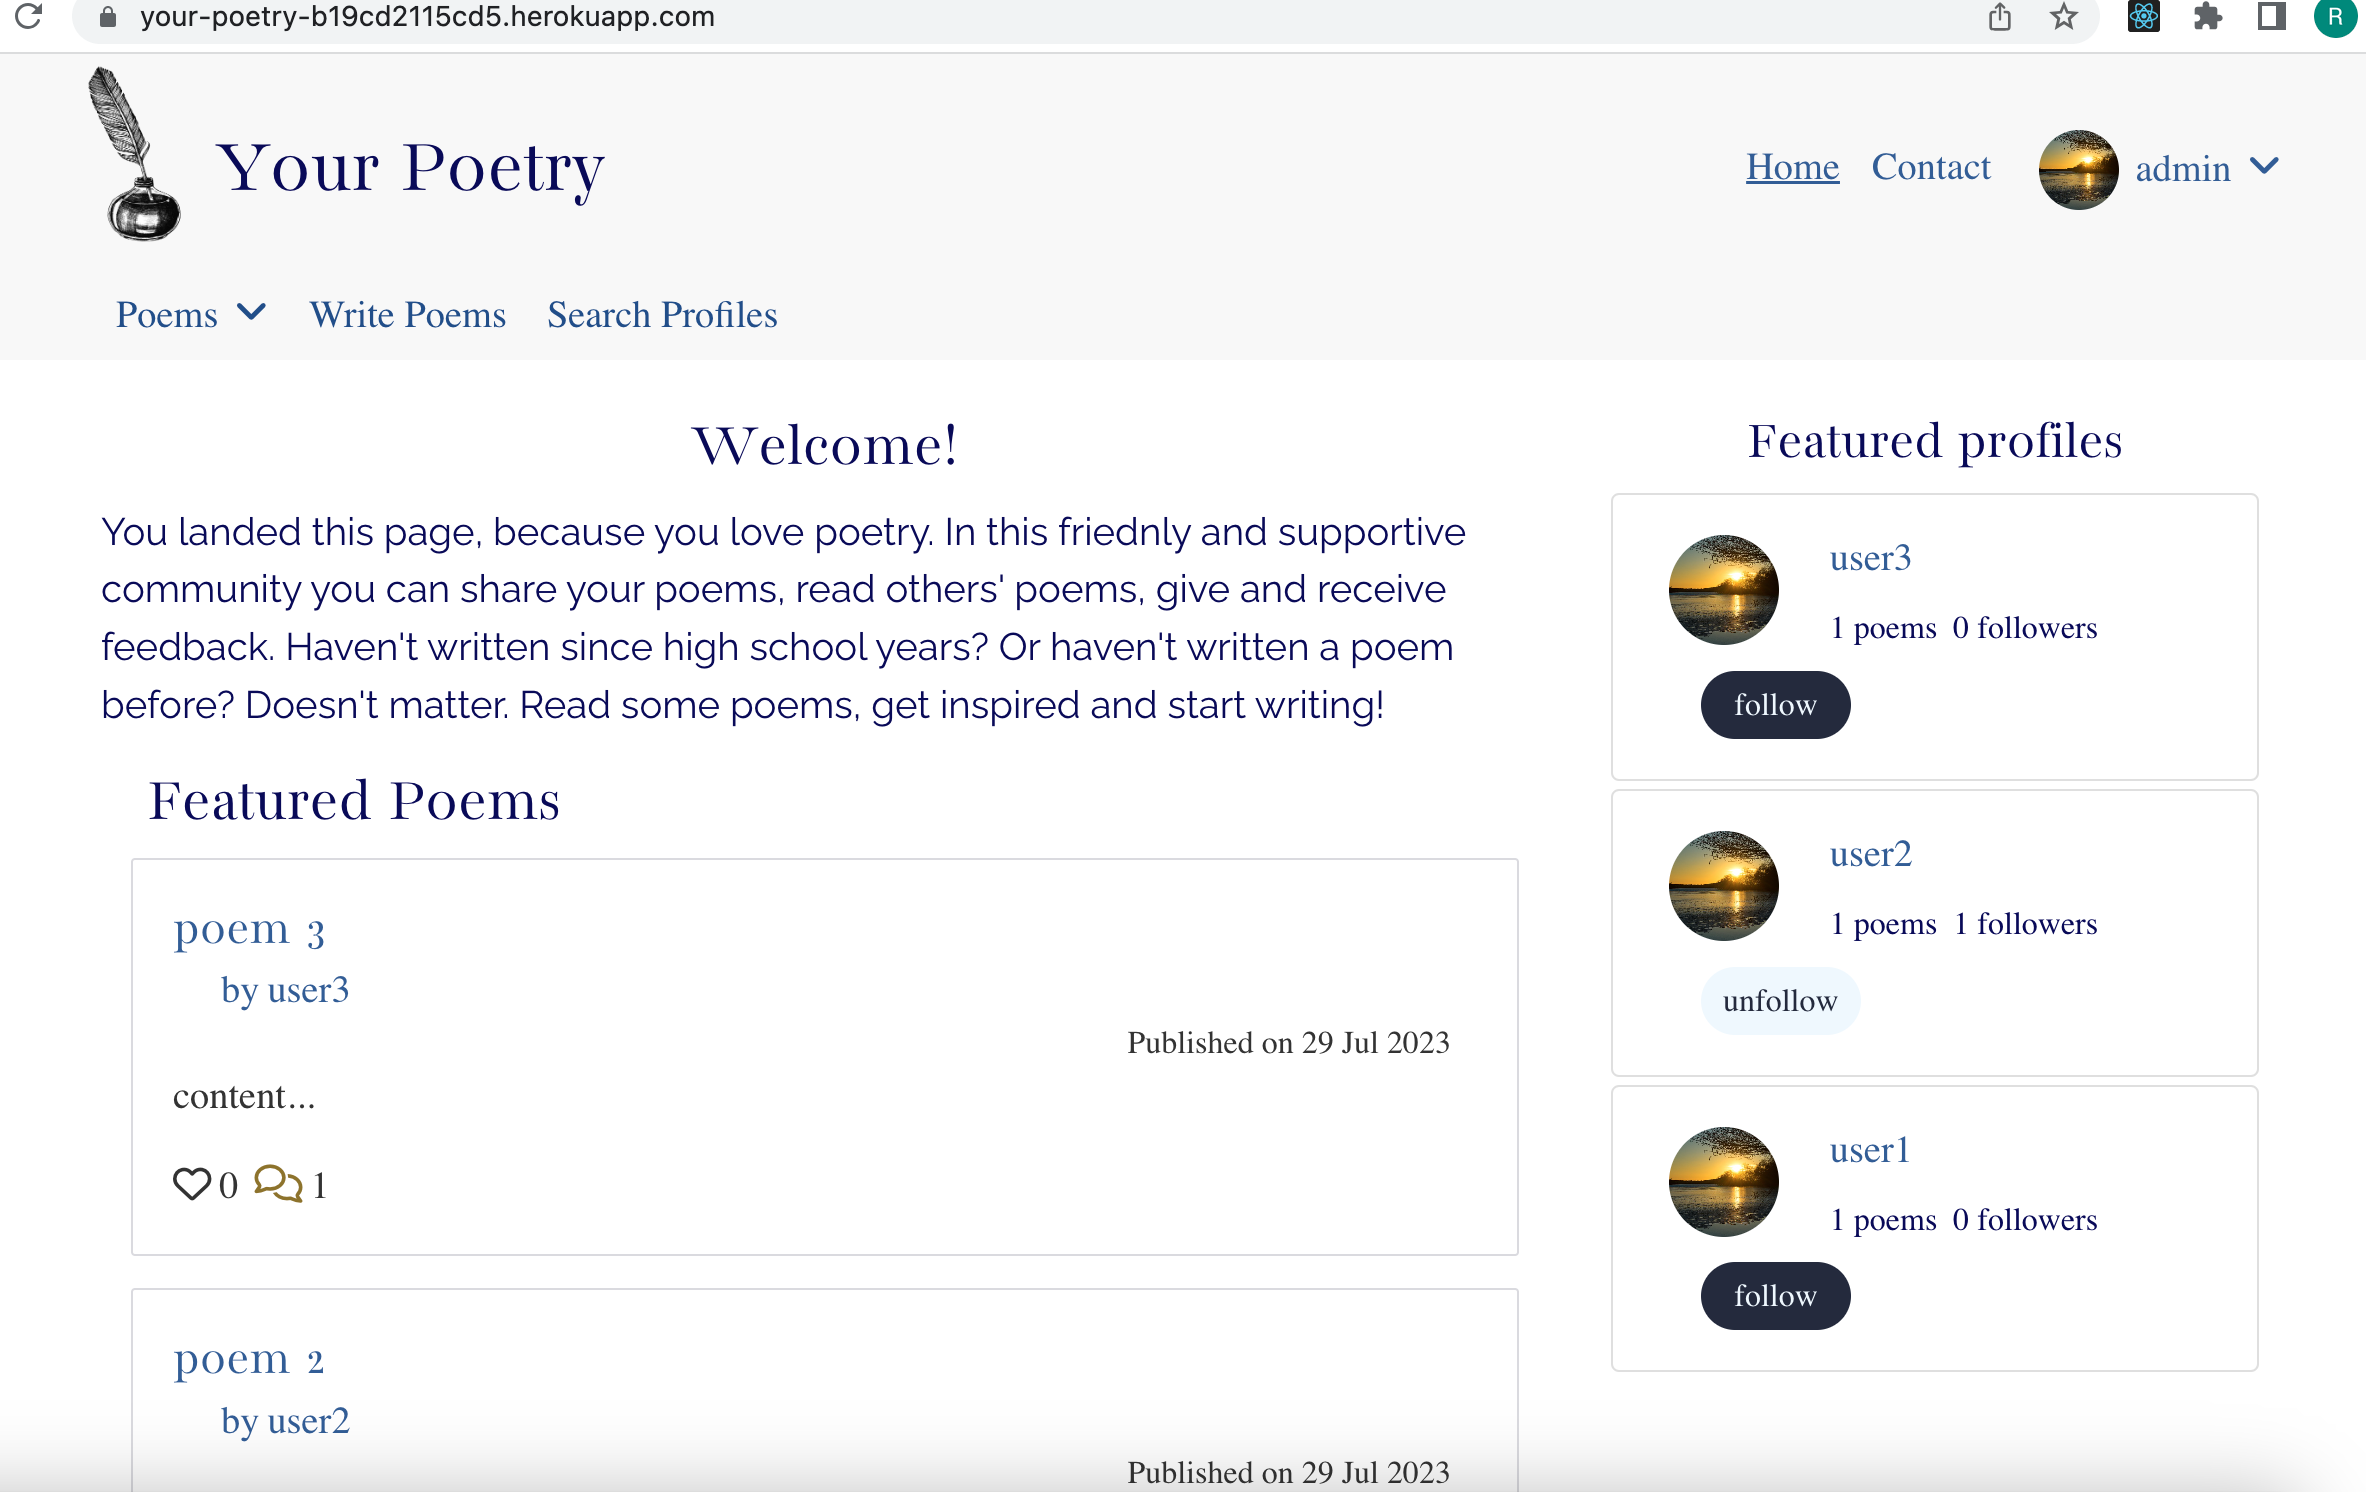 your-poetry-b19cd2115cd5.herokuapp.com
R
Your Poetry
Home Contact admin
Poems Write Poems Search Profiles
Welcome!
You landed this page, because you love poetry. In this friednly and supportive
community you can share your poems, read others' poems, give and receive
feedback. Haven't written since high school years? Or haven't written a poem
before? Doesn't matter. Read some poems, get inspired and start writing!
Featured Poems
poem 3
by user3
Published on 29 Jul 2023
content...
0 1
poem 2
by user2
Published on 29 Jul 2023
Featured profiles
user3
1 poems 0 followers
follow
user2
1 poems 1 followers
unfollow
user1
1 poems 0 followers
follow